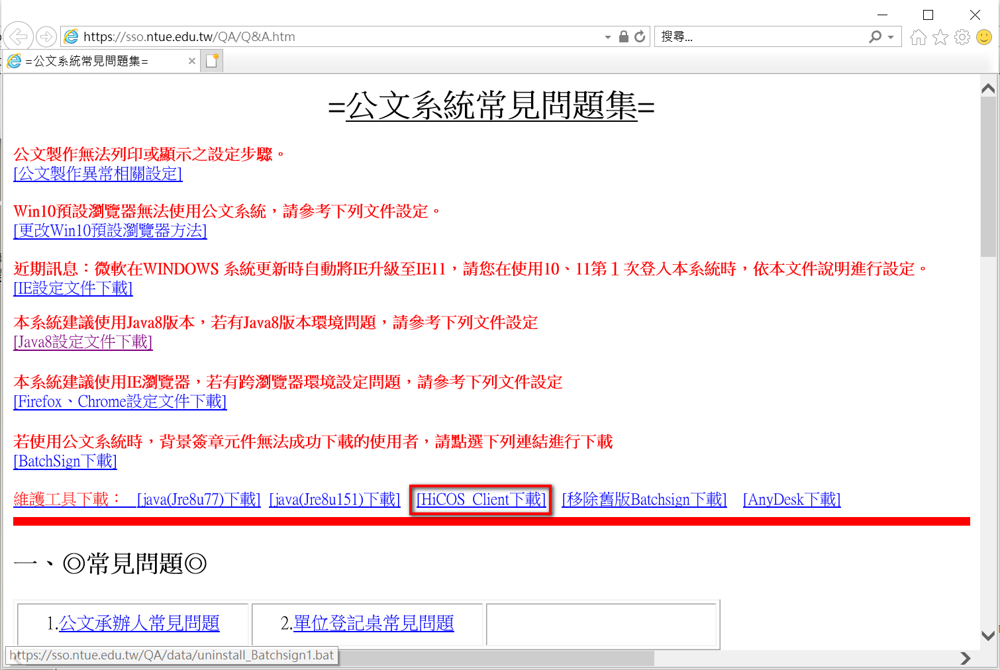 https://sso.ntue.edu.tw/QA/Q&A.htm
搜尋...
=公文系統常見問題集=
=公文系統常見問題集=
公文製作無法列印或顯示之設定步驟。
[公文製作異常相關設定]
Win10預設瀏覽器無法使用公文系統，請參考下列文件設定。
[更改Win10預設瀏覽器方法]
近期訊息：微軟在WINDOWS 系統更新時自動將IE升級至IE11，請您在使用10、11第１次登入本系統時，依本文件說明進行設定。
[IE設定文件下載]
本系統建議使用Java8版本，若有Java8版本環境問題，請參考下列文件設定
[Java8設定文件下載]
本系統建議使用IE瀏覽器，若有跨瀏覽器環境設定問題，請參考下列文件設定
[Firefox、Chrome設定文件下載]
若使用公文系統時，背景簽章元件無法成功下載的使用者，請點選下列連結進行下載
[BatchSign下載]
維護工具下載： [java(Jre8u77)下載] [java(Jre8u151)下載] [HiCOS Client下載] [移除舊版Batchsign下載] [AnyDesk下載]
一、◎常見問題◎
1.公文承辦人常見問題 2.單位登記桌常見問題
https://sso.ntue.edu.tw/QA/data/uninstall_Batchsign1.bat